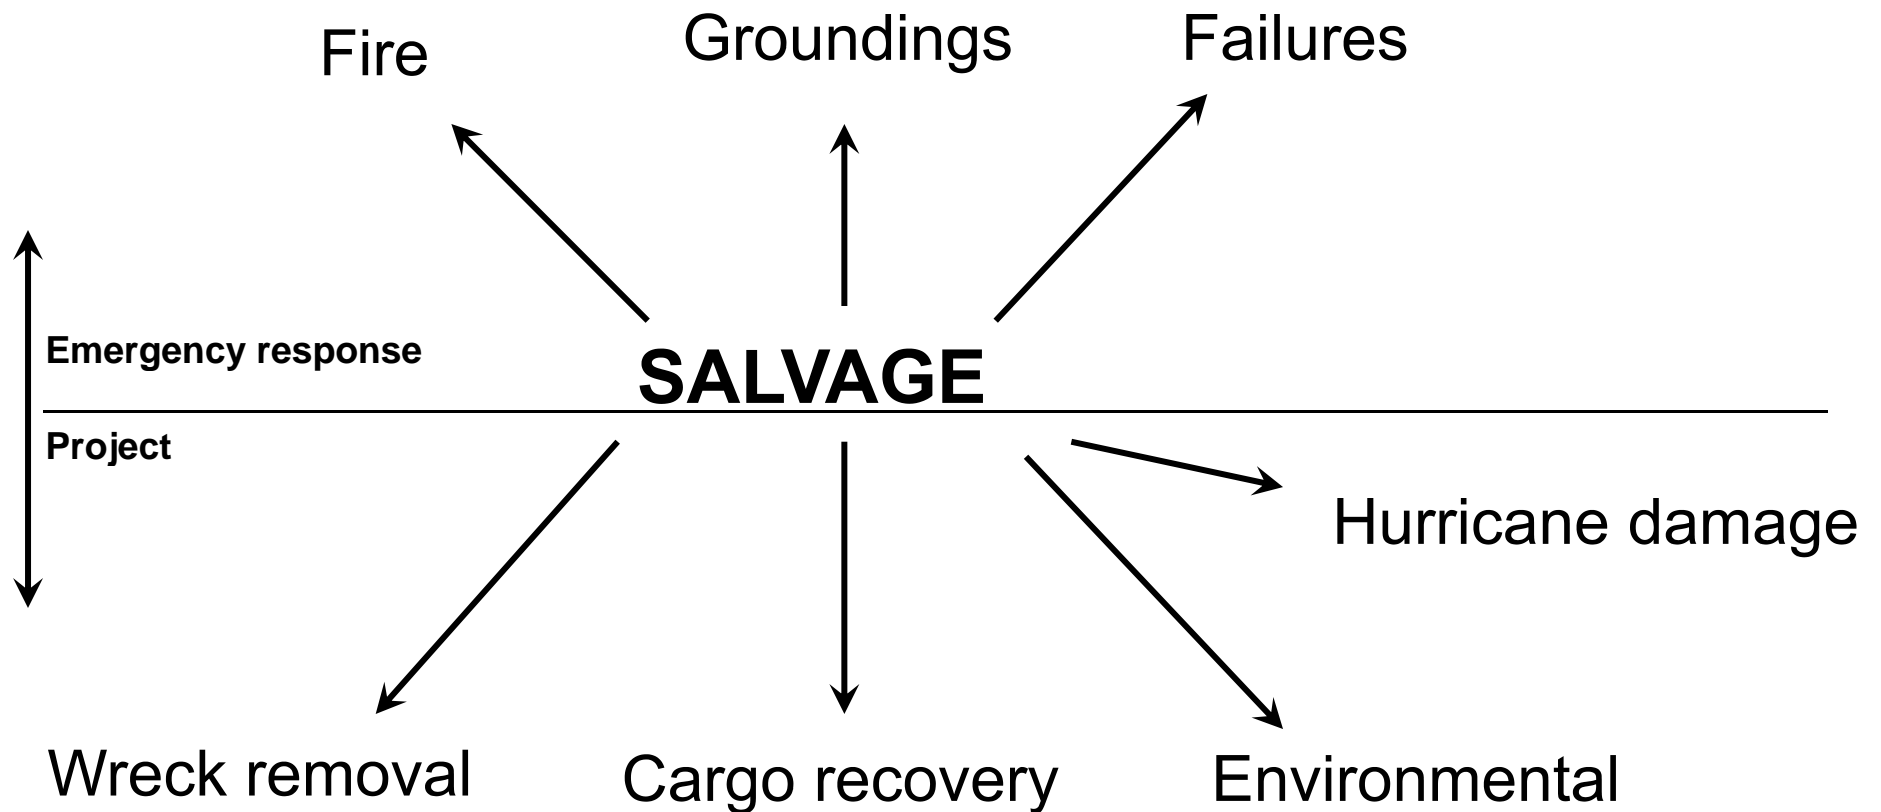 Fire
Groundings
Failures
Emergency response
SALVAGE
Project
Hurricane damage
Wreck removal
Cargo recovery
Environmental